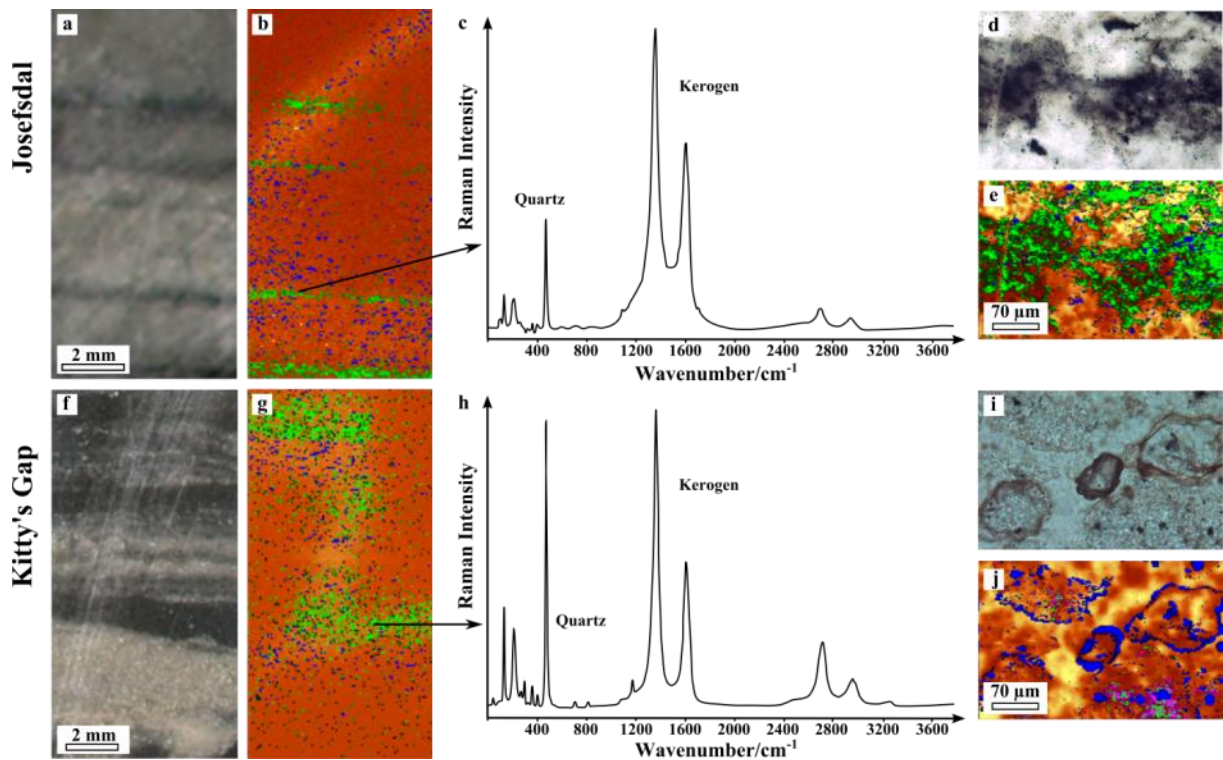 Josefsdal
a
2 mm
b
c
Raman Intensity
Quartz
Kerogen
400 800 1200 1600 2000 2400 2800 3200 3600
Wavenumber/cm-1
d
e
70 µm
Kitty's Gap
f
2 mm
g
h
Raman Intensity
Quartz
Kerogen
400 800 1200 1600 2000 2400 2800 3200 3600
Wavenumber/cm-1
i
j
70 µm